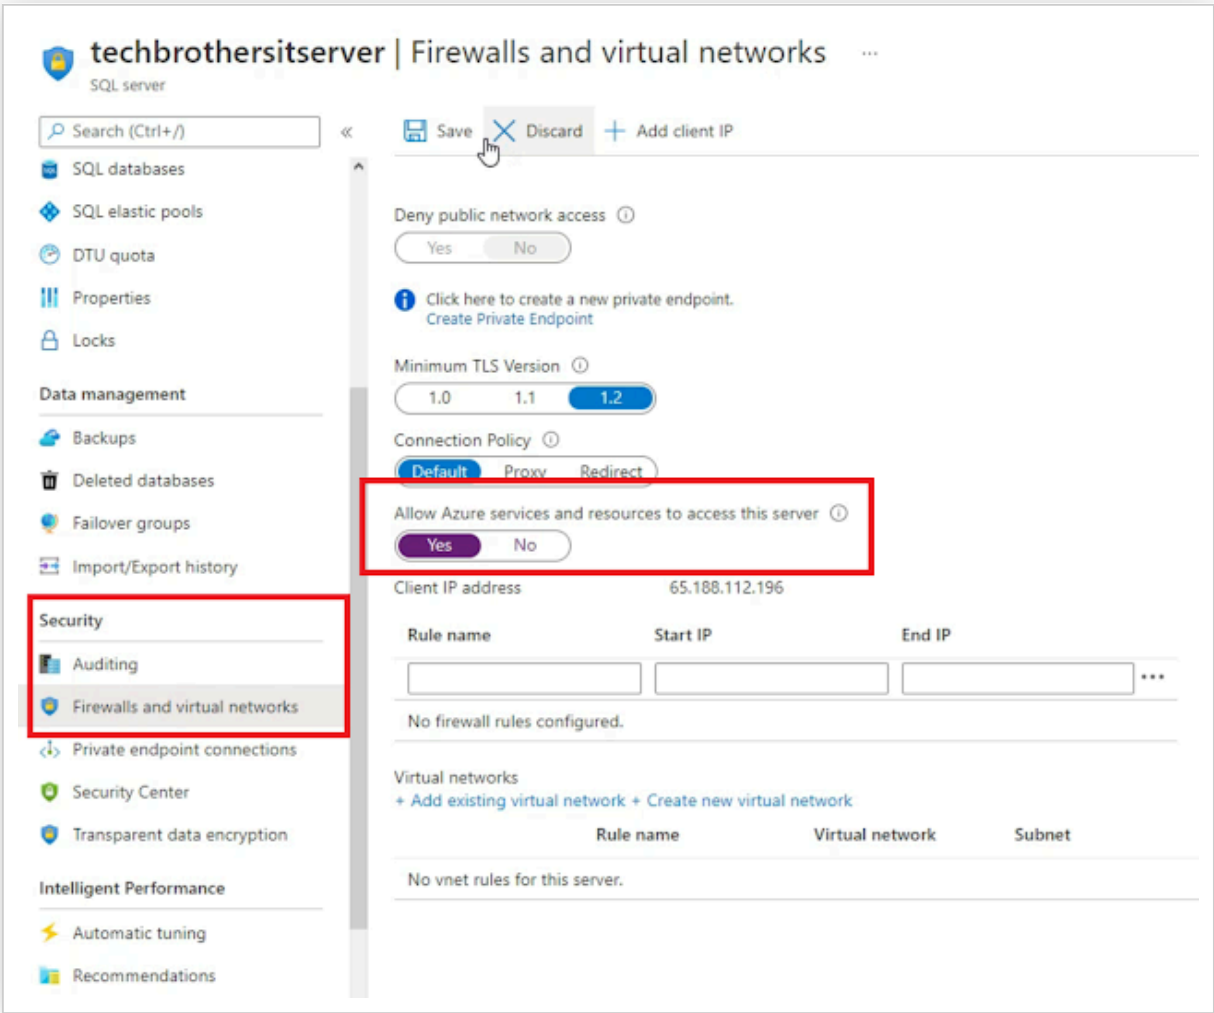 techbrothersitserver | Firewalls and virtual networks ...
SQL server
Search (Ctrl+/)
«
SQL databases
SQL elastic pools
DTU quota
Properties
Locks
Data management
Backups
Deleted databases
Failover groups
Import/Export history
Security
Auditing
Firewalls and virtual networks
Private endpoint connections
Security Center
Transparent data encryption
Intelligent Performance
Automatic tuning
Recommendations
Save Discard Add client IP
Deny public network access
Yes No
Click here to create a new private endpoint.
Create Private Endpoint
Minimum TLS Version
1.0 1.1 1.2
Connection Policy
Default Proxy Redirect
Allow Azure services and resources to access this server
Yes No
Client IP address 65.188.112.196
Rule name Start IP End IP
...
No firewall rules configured.
Virtual networks
+ Add existing virtual network + Create new virtual network
Rule name Virtual network Subnet
No vnet rules for this server.